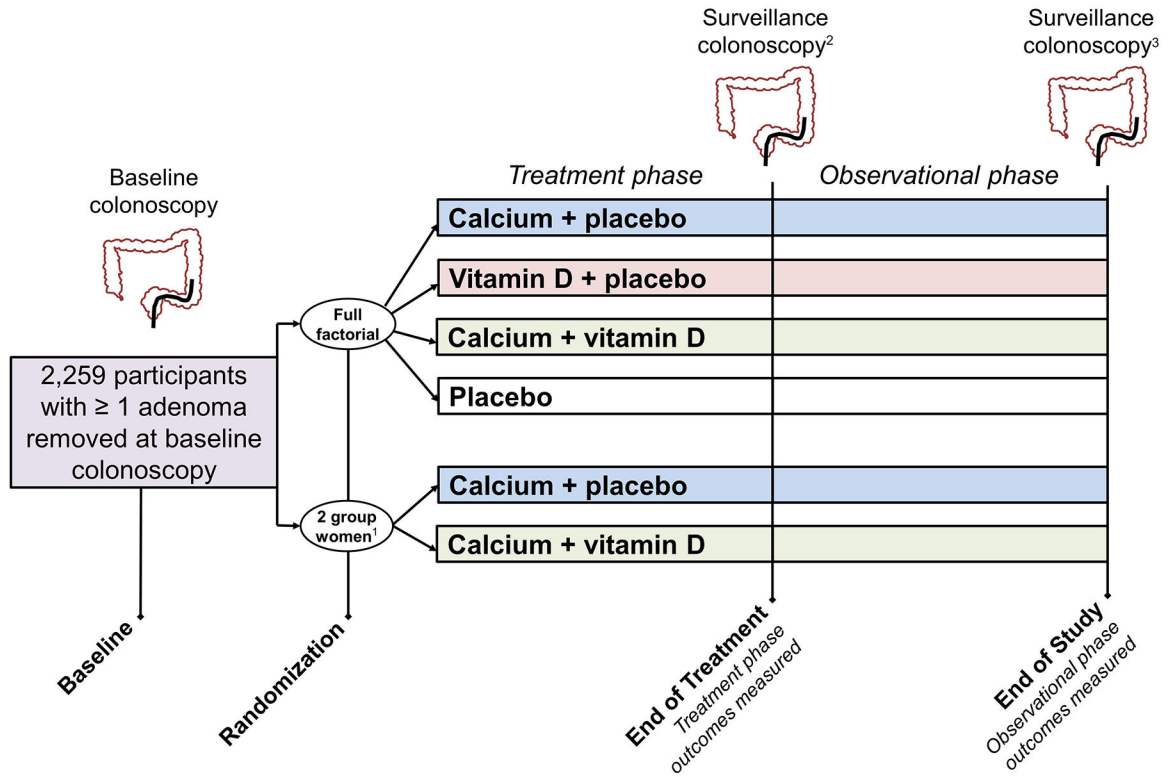 Surveillance
colonoscopy²
Surveillance
colonoscopy³
Baseline
colonoscopy
Treatment phase
Observational phase
Calcium + placebo
Vitamin D + placebo
Full
factorial
Calcium + vitamin D
Placebo
2,259 participants
with ≥ 1 adenoma
removed at baseline
colonoscopy
Calcium + placebo
2 group
women¹
Calcium + vitamin D
Baseline
Randomization
End of Treatment
Treatment phase
outcomes measured
End of Study
Observational phase
outcomes measured